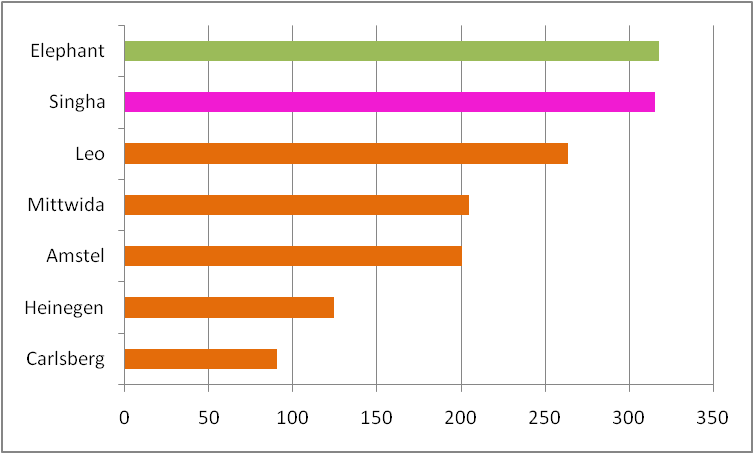 Elephant
Singha
Leo
Mittwida
Amstel
Heinegen
Carlsberg
0 50 100 150 200 250 300 350